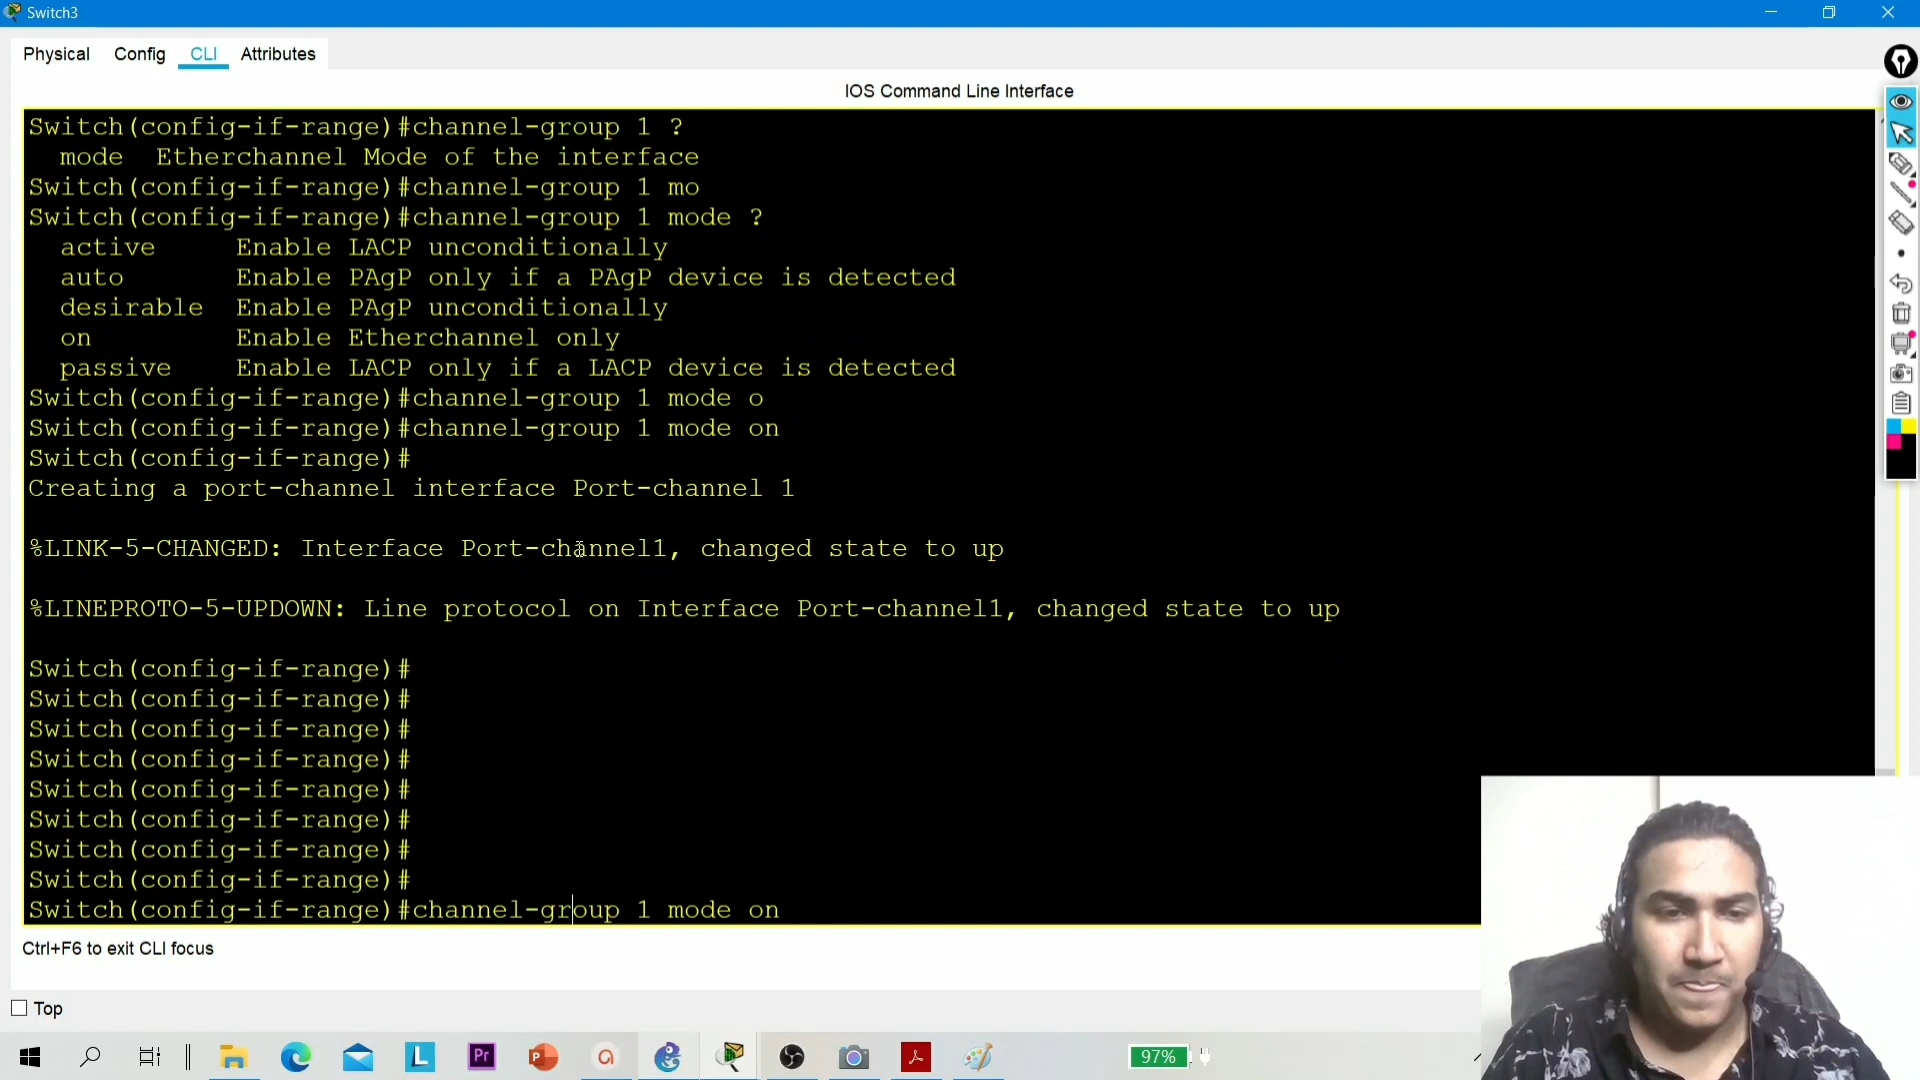 Switch3
Physical Config CLI Attributes
IOS Command Line Interface
Switch(config-if-range)#channel-group 1 ?
mode Etherchannel Mode of the interface
Switch(config-if-range)#channel-group 1 mo
Switch(config-if-range)#channel-group 1 mode ?
active Enable LACP unconditionally
auto Enable PAgP only if a PAgP device is detected
desirable Enable PAgP unconditionally
on Enable Etherchannel only
passive Enable LACP only if a LACP device is detected
Switch(config-if-range)#channel-group 1 mode o
Switch(config-if-range)#channel-group 1 mode on
Switch(config-if-range)#
Creating a port-channel interface Port-channel 1
%LINK-5-CHANGED: Interface Port-channel1, changed state to up
%LINEPROTO-5-UPDOWN: Line protocol on Interface Port-channel1, changed state to up
Switch(config-if-range)#
Switch(config-if-range)#
Switch(config-if-range)#
Switch(config-if-range)#
Switch(config-if-range)#
Switch(config-if-range)#
Switch(config-if-range)#
Switch(config-if-range)#
Switch(config-if-range)#channel-group 1 mode on
Ctrl+F6 to exit CLI focus
Top
L Pr P 97%